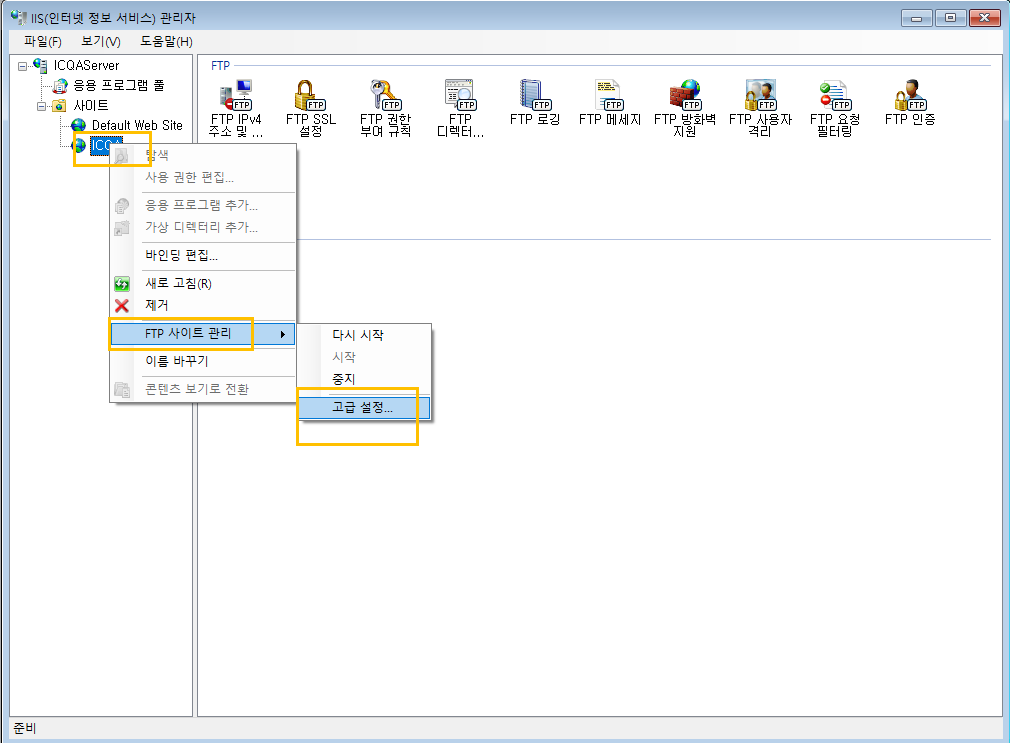 IIS(인터넷 정보 서비스) 관리자
파일(F) 보기(V) 도움말(H)
ICQAServer
응용 프로그램 풀
사이트
Default Web Site
ICQA
FTP
FTP IPv4
주소 및 ...
FTP SSL
설정
FTP 권한
부여 규칙
FTP
디렉터...
FTP 로깅
FTP 메세지
FTP 방화벽
지원
FTP 사용자
격리
FTP 요청
필터링
FTP 인증
탐색
사용 권한 편집...
응용 프로그램 추가...
가상 디렉터리 추가...
바인딩 편집...
새로 고침(R)
제거
FTP 사이트 관리
이름 바꾸기
콘텐츠 보기로 전환
다시 시작
시작
중지
고급 설정...
준비